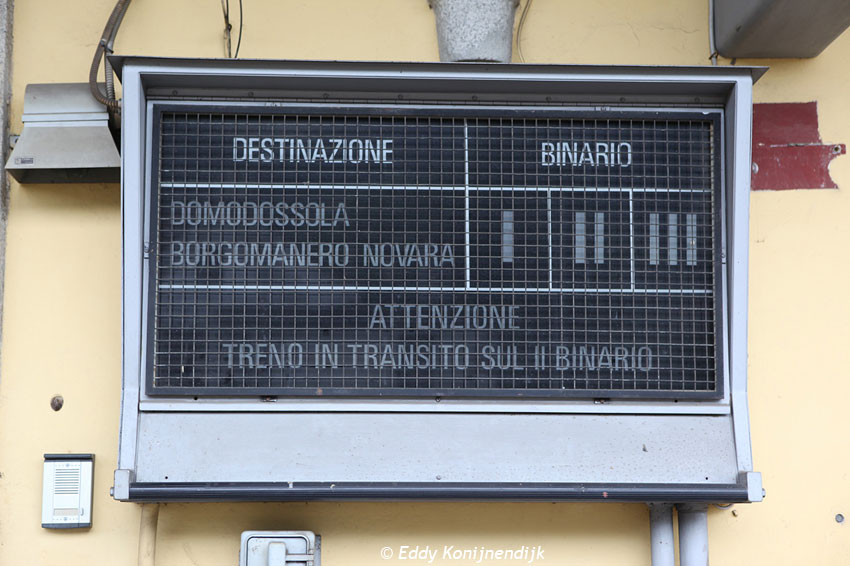 DESTINAZIONE BINARIO
DOMODOSSOLA I II III
BORGOMANERO NOVARA
ATTENZIONE
TRENO IN TRANSITO SUL II BINARIO
© Eddy Konijnendijk